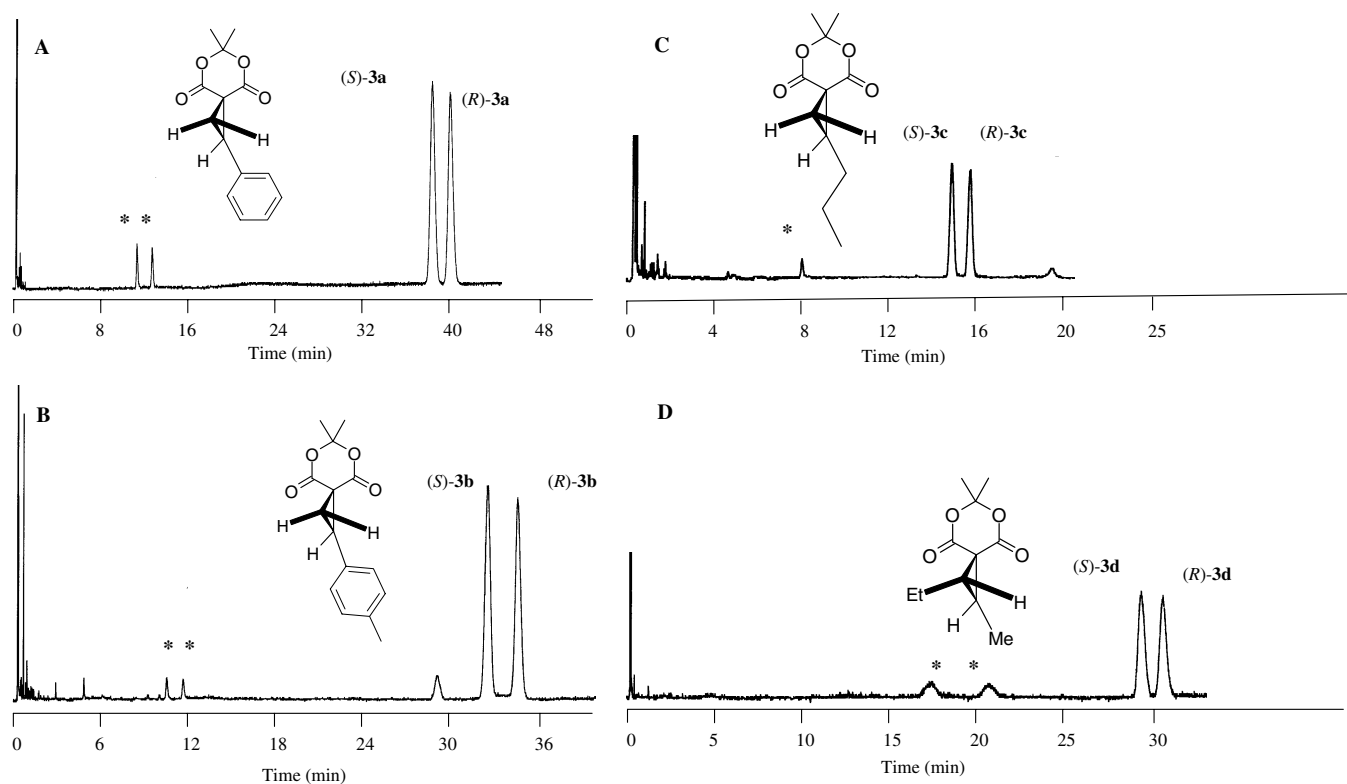 A
O O
O O
H H
H
(S)-3a
(R)-3a
* *
0 8 16 24 32 40 48
Time (min)
C
O O
O O
H H
H
(S)-3c (R)-3c
*
0 4 8 12 16 20 25
Time (min)
B
O O
O O
H H
H
(S)-3b (R)-3b
* *
0 6 12 18 24 30 36
Time (min)
D
O O
O O
Et H
H
Me
(S)-3d (R)-3d
* *
0 5 10 15 20 25 30
Time (min)